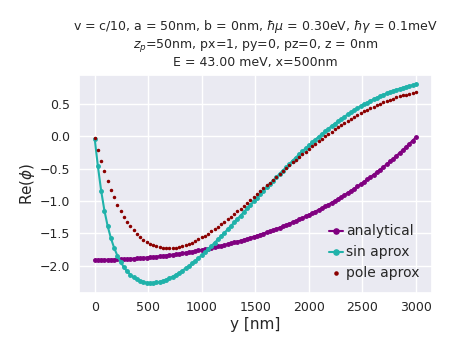 v = c/10, a = 50nm, b = 0nm, ℏμ = 0.30eV, ℏγ = 0.1meV
zₚ=50nm, px=1, py=0, pz=0, z = 0nm
E = 43.00 meV, x=500nm
Re(ϕ)
0.5
0.0
−0.5
−1.0
−1.5
−2.0
analytical
sin aprox
pole aprox
0 500 1000 1500 2000 2500 3000
y [nm]